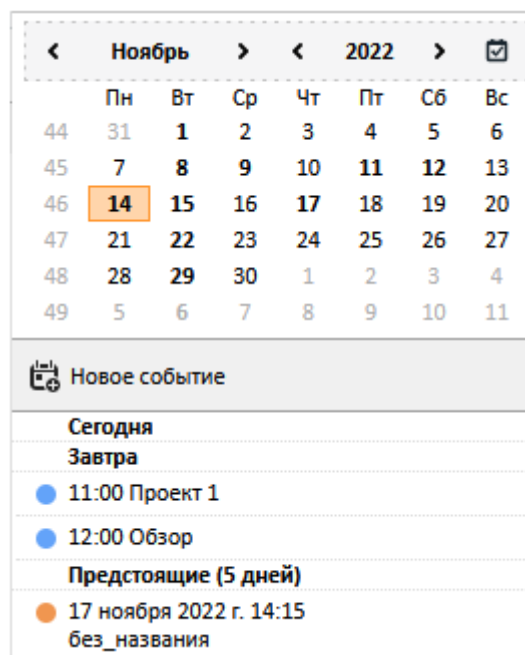 Ноябрь 2022
Пн Вт Ср Чт Пт Сб Вс
44 31 1 2 3 4 5 6
45 7 8 9 10 11 12 13
46 14 15 16 17 18 19 20
47 21 22 23 24 25 26 27
48 28 29 30 1 2 3 4
49 5 6 7 8 9 10 11
Новое событие
Сегодня
Завтра
11:00 Проект 1
12:00 Обзор
Предстоящие (5 дней)
17 ноября 2022 г. 14:15
без_названия